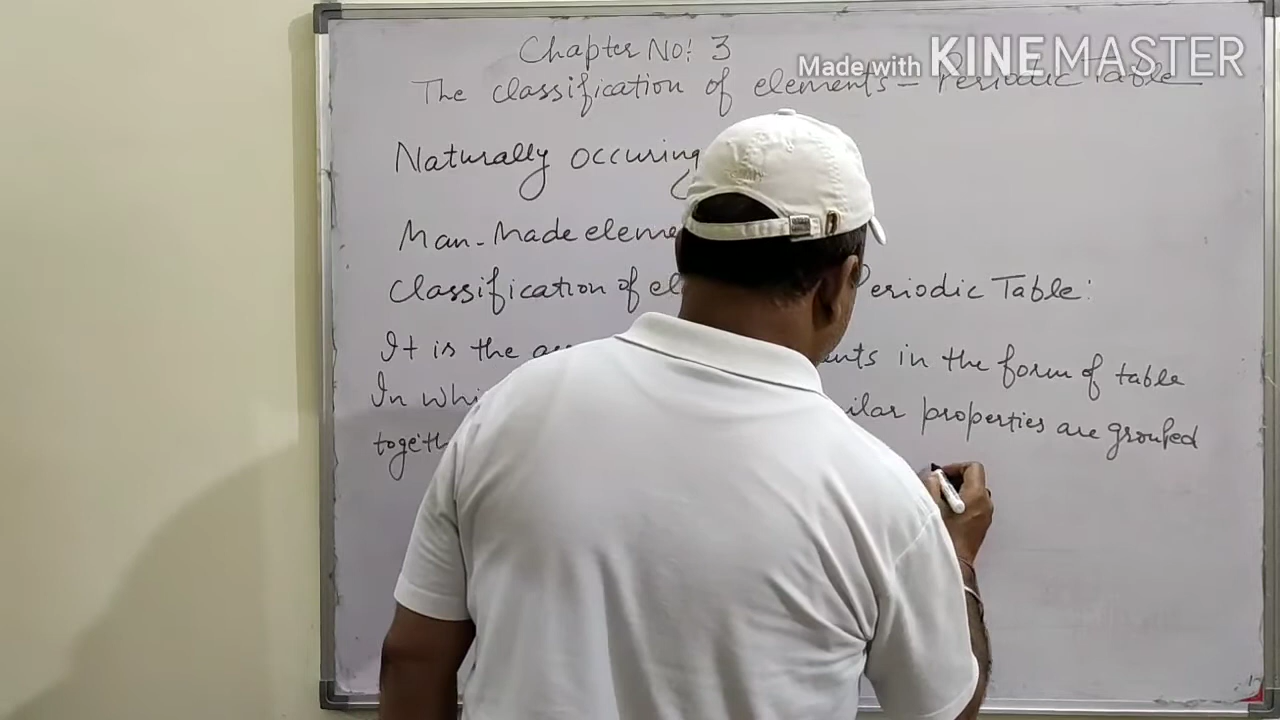 Chapter No: 3
Made with KINEMASTER
The classification of elements - Periodic Table
Naturally occuring
Man-Made eleme
Classification of el Periodic Table:
It is the ents in the form of table
In whi ilar properties are grouped
togeth